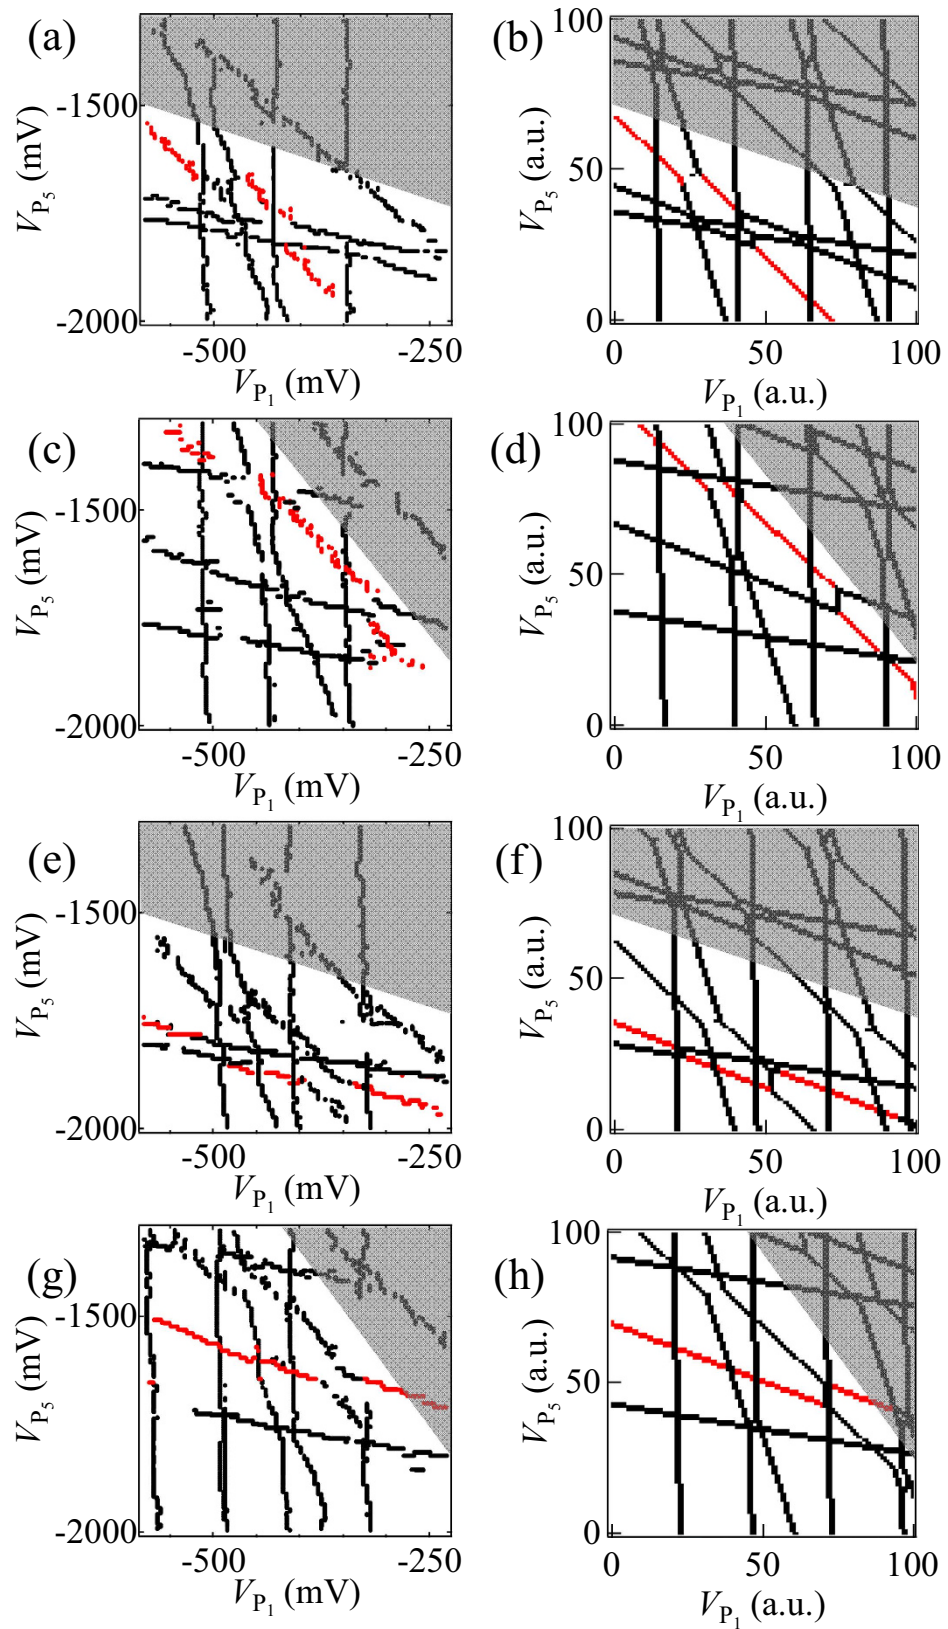 (a)
-1500
-2000
V_P5 (mV)
-500
-250
V_P1 (mV)
(b)
100
50
0
V_P5 (a.u.)
0
50
100
V_P1 (a.u.)
(c)
-1500
-2000
V_P5 (mV)
-500
-250
V_P1 (mV)
(d)
100
50
0
V_P5 (a.u.)
0
50
100
V_P1 (a.u.)
(e)
-1500
-2000
V_P5 (mV)
-500
-250
V_P1 (mV)
(f)
100
50
0
V_P5 (a.u.)
0
50
100
V_P1 (a.u.)
(g)
-1500
-2000
V_P5 (mV)
-500
-250
V_P1 (mV)
(h)
100
50
0
V_P5 (a.u.)
0
50
100
V_P1 (a.u.)